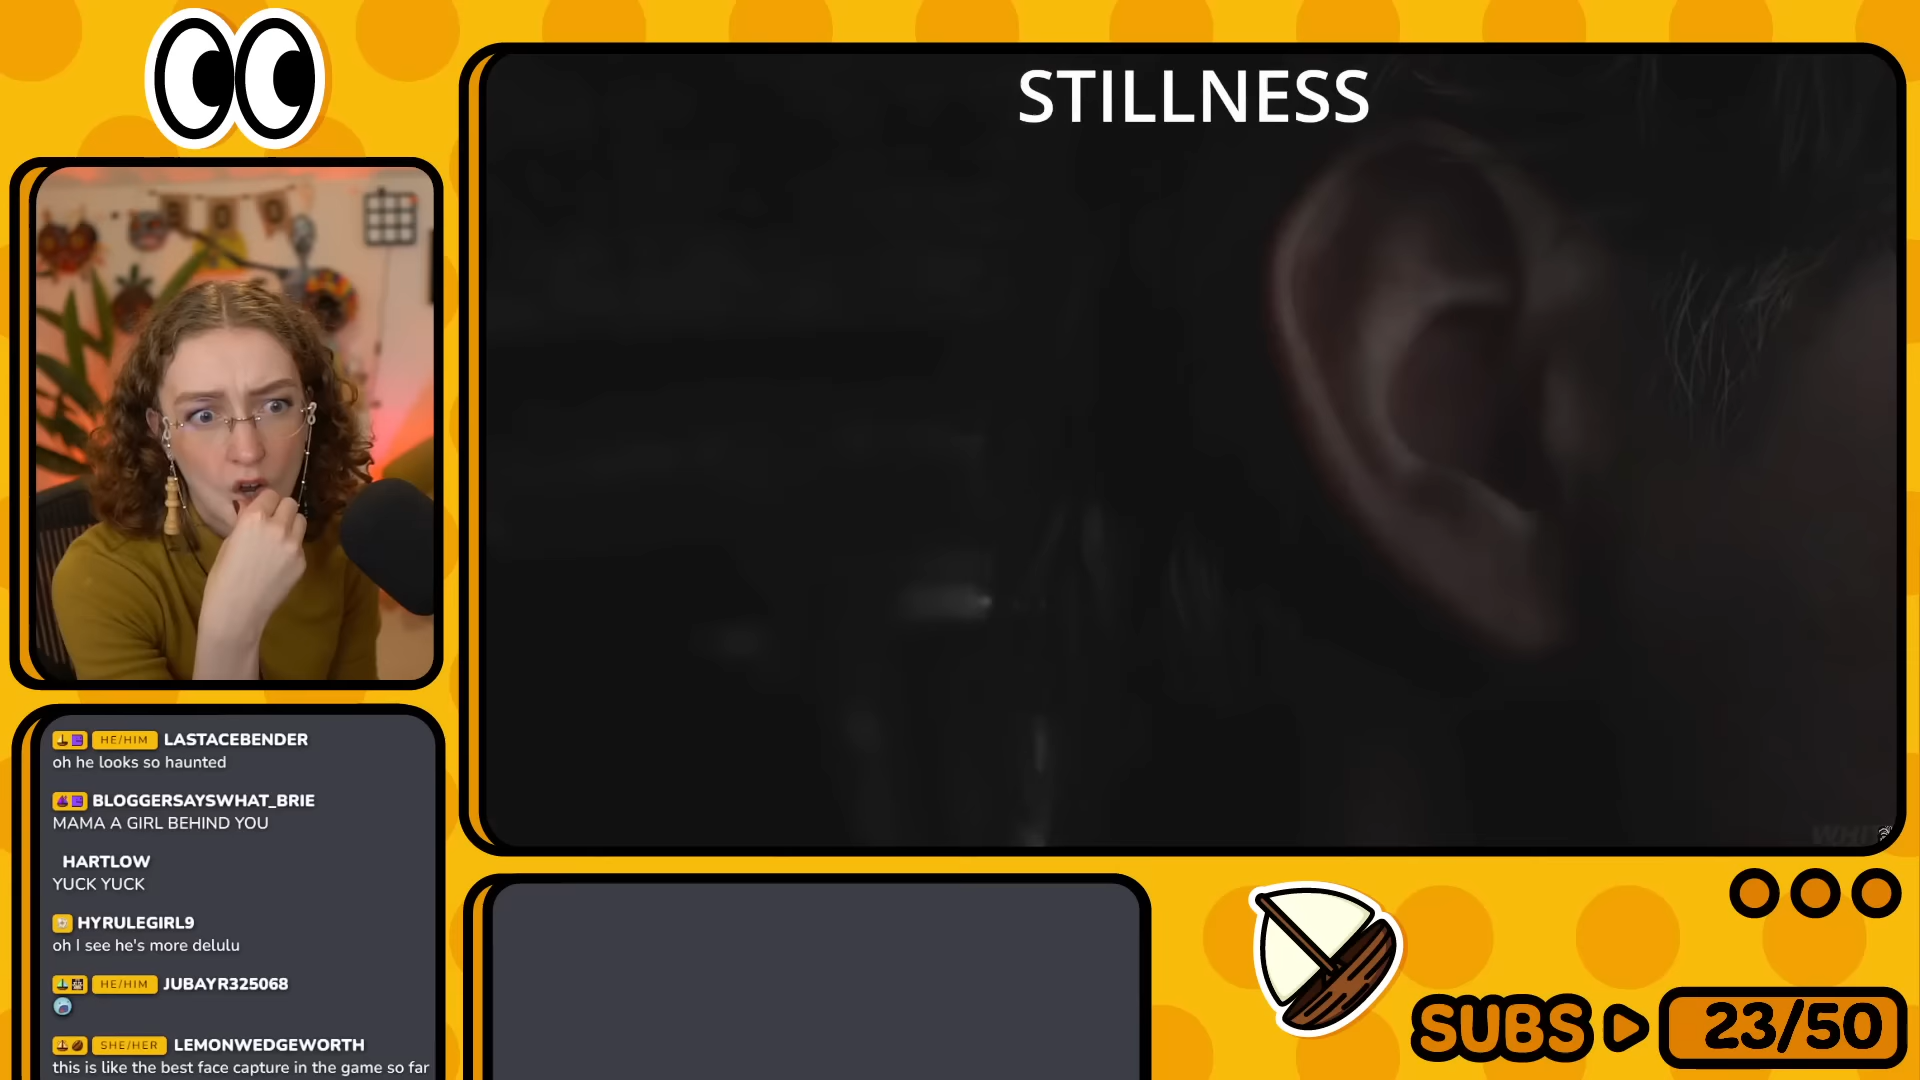 STILLNESS
BOD
HE/HIM LASTACEBENDER
oh he looks so haunted
BLOGGERSAYSWHAT_BRIE
MAMA A GIRL BEHIND YOU
HARTLOW
YUCK YUCK
HYRULEGIRL9
oh I see he's more delulu
HE/HIM JUBAYR325068
SHE/HER LEMONWEDGEWORTH
this is like the best face capture in the game so far
SUBS 23/50